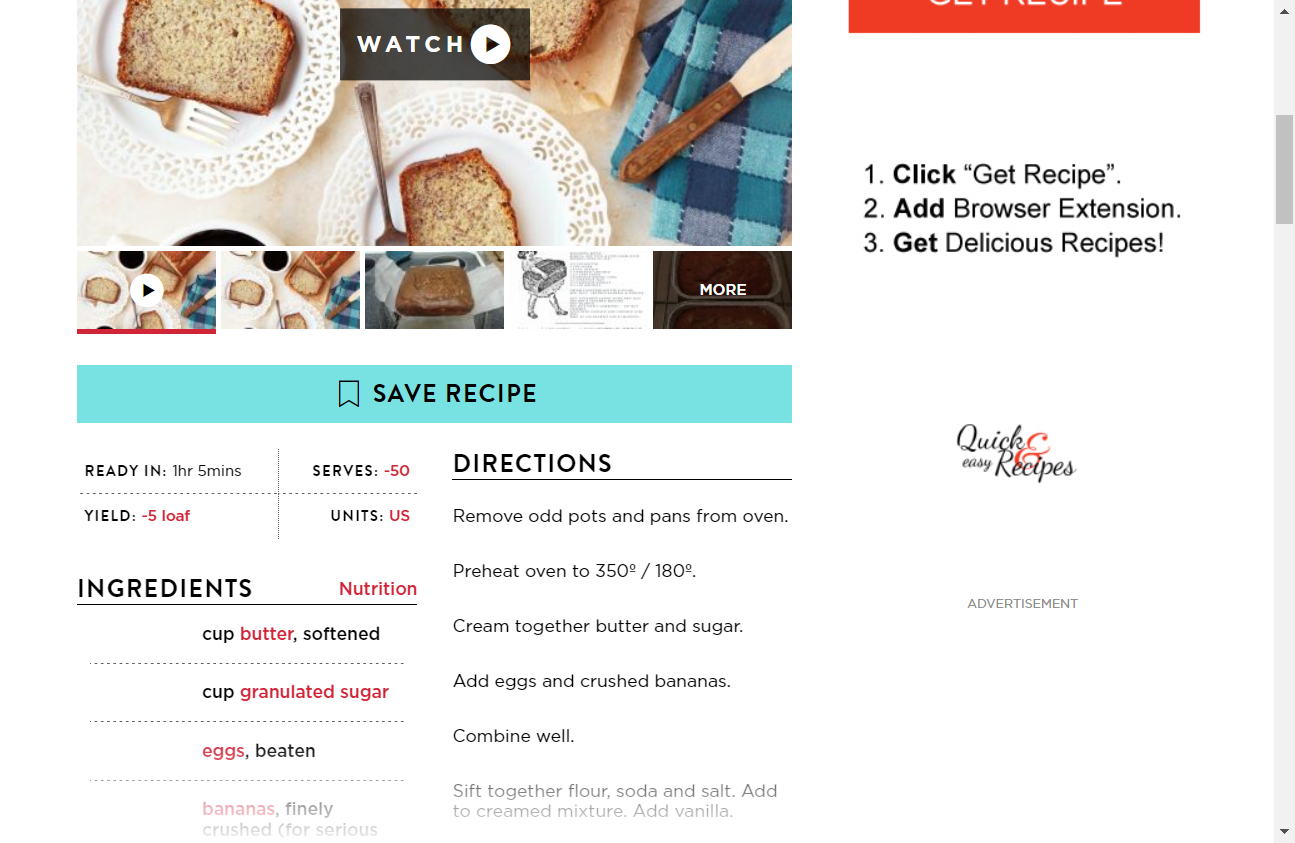 GET RECIPE
WATCH
1. Click “Get Recipe”.
2. Add Browser Extension.
3. Get Delicious Recipes!
MORE
SAVE RECIPE
Quick &
easy Recipes
READY IN: 1hr 5mins
SERVES: -50
YIELD: -5 loaf
UNITS: US
INGREDIENTS
Nutrition
cup butter, softened
cup granulated sugar
eggs, beaten
bananas, finely
crushed (for serious
DIRECTIONS
Remove odd pots and pans from oven.
Preheat oven to 350º / 180º.
Cream together butter and sugar.
Add eggs and crushed bananas.
Combine well.
Sift together flour, soda and salt. Add
to creamed mixture. Add vanilla.
ADVERTISEMENT